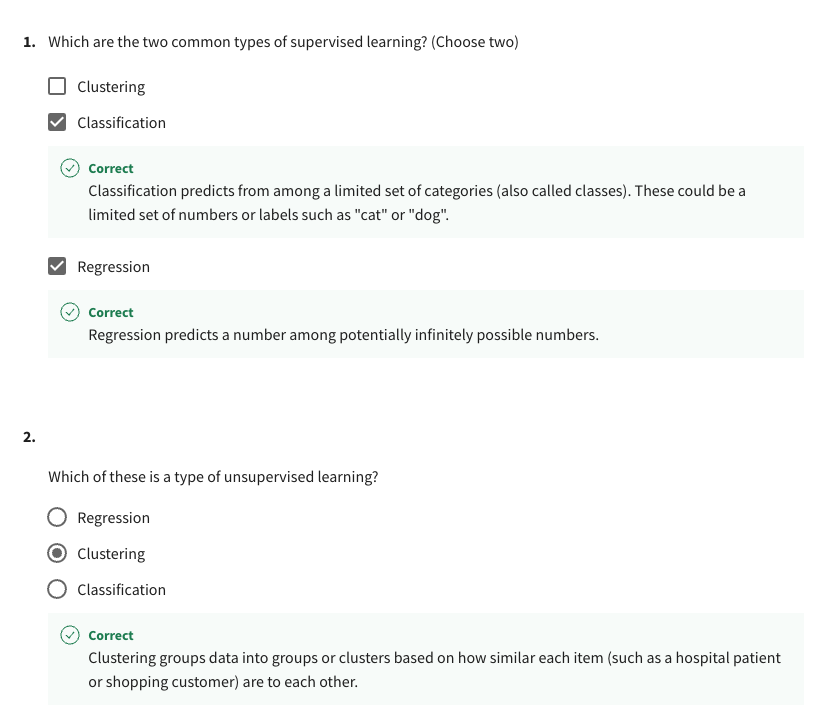 1. Which are the two common types of supervised learning? (Choose two)
Clustering
Classification
Correct
Classification predicts from among a limited set of categories (also called classes). These could be a
limited set of numbers or labels such as "cat" or "dog".
Regression
Correct
Regression predicts a number among potentially infinitely possible numbers.
2.
Which of these is a type of unsupervised learning?
Regression
Clustering
Classification
Correct
Clustering groups data into groups or clusters based on how similar each item (such as a hospital patient
or shopping customer) are to each other.